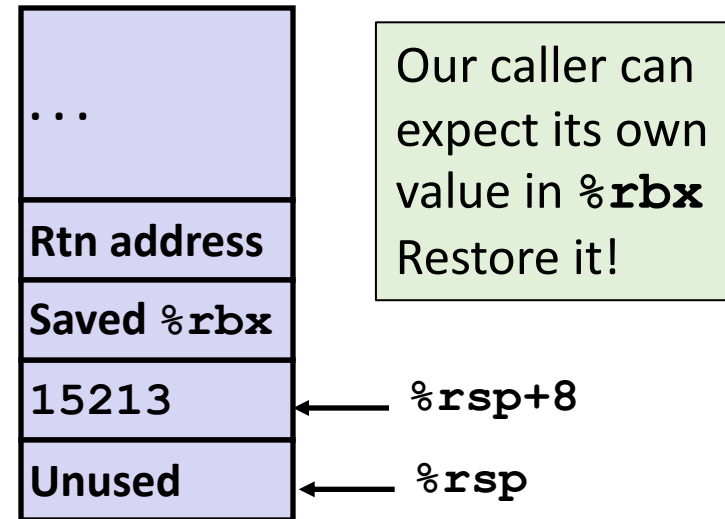 . . .
Rtn address
Saved %rbx
15213
%rsp+8
Unused
%rsp
Our caller can
expect its own
value in %rbx
Restore it!